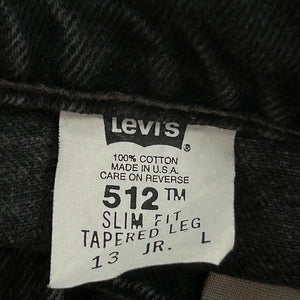 Levi's ®
100% COTTON
MADE IN U.S.A.
CARE ON REVERSE
512™
SLIM FIT
TAPERED LEG
13 JR. L